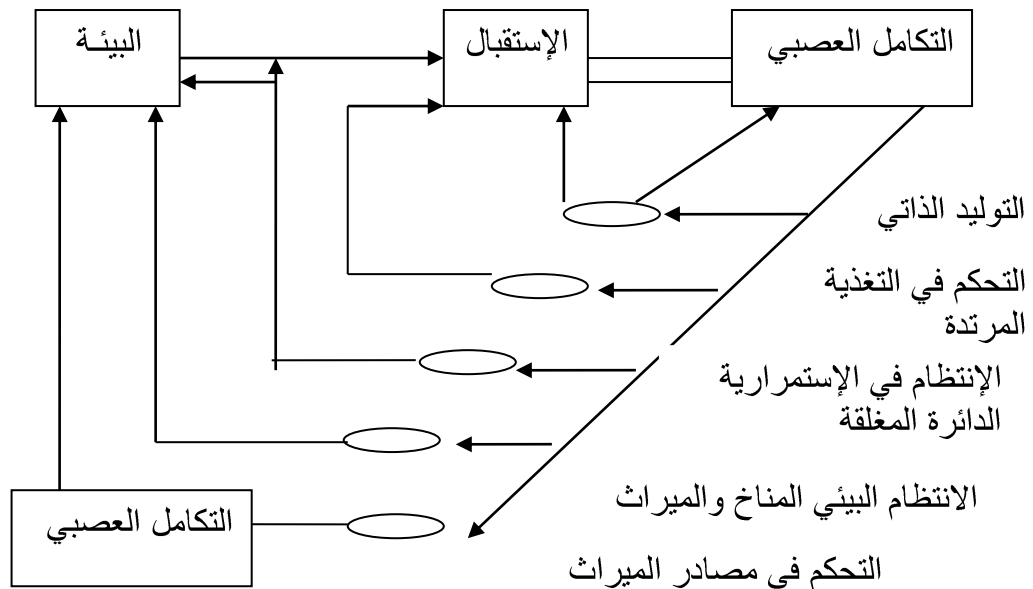 البيئـة
الإستقبال
التكامل العصبي
التوليد الذاتي
التحكم في التغذية
المرتدة
الإنتظام في الإستمرارية
الدائرة المغلقة
الانتظام البيئي المناخ والميراث
التكامل العصبي
التحكم في مصادر الميراث